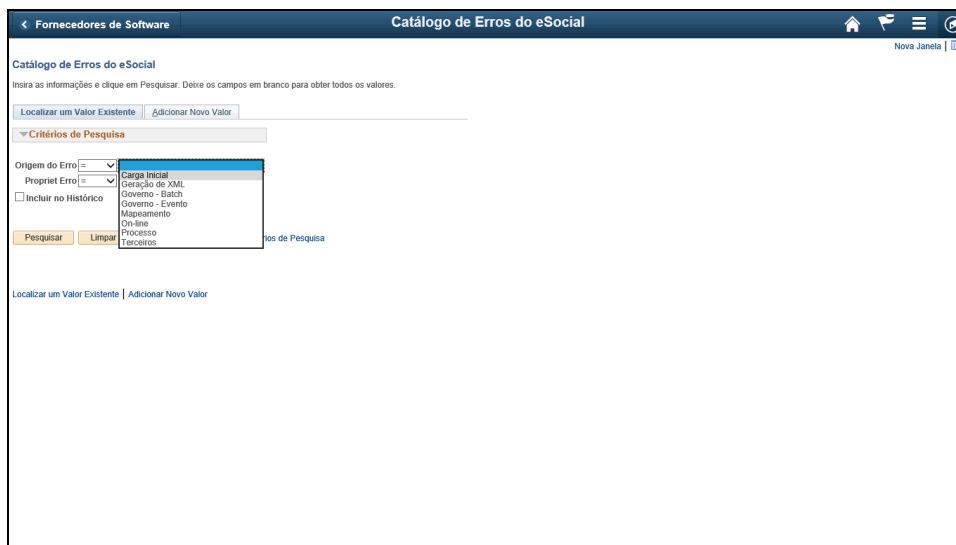 Fornecedores de Software
Catálogo de Erros do eSocial
Nova Janela |
Catálogo de Erros do eSocial
Insira as informações e clique em Pesquisar. Deixe os campos em branco para obter todos os valores.
Localizar um Valor Existente
Adicionar Novo Valor
Critérios de Pesquisa
Origem do Erro =
Propriet Erro =
Incluir no Histórico
Carga Inicial
Geração de XML
Governo - Batch
Governo - Evento
Mapeamento
On-line
Processo
Terceiros
Pesquisar
Limpar
ios de Pesquisa
Localizar um Valor Existente | Adicionar Novo Valor